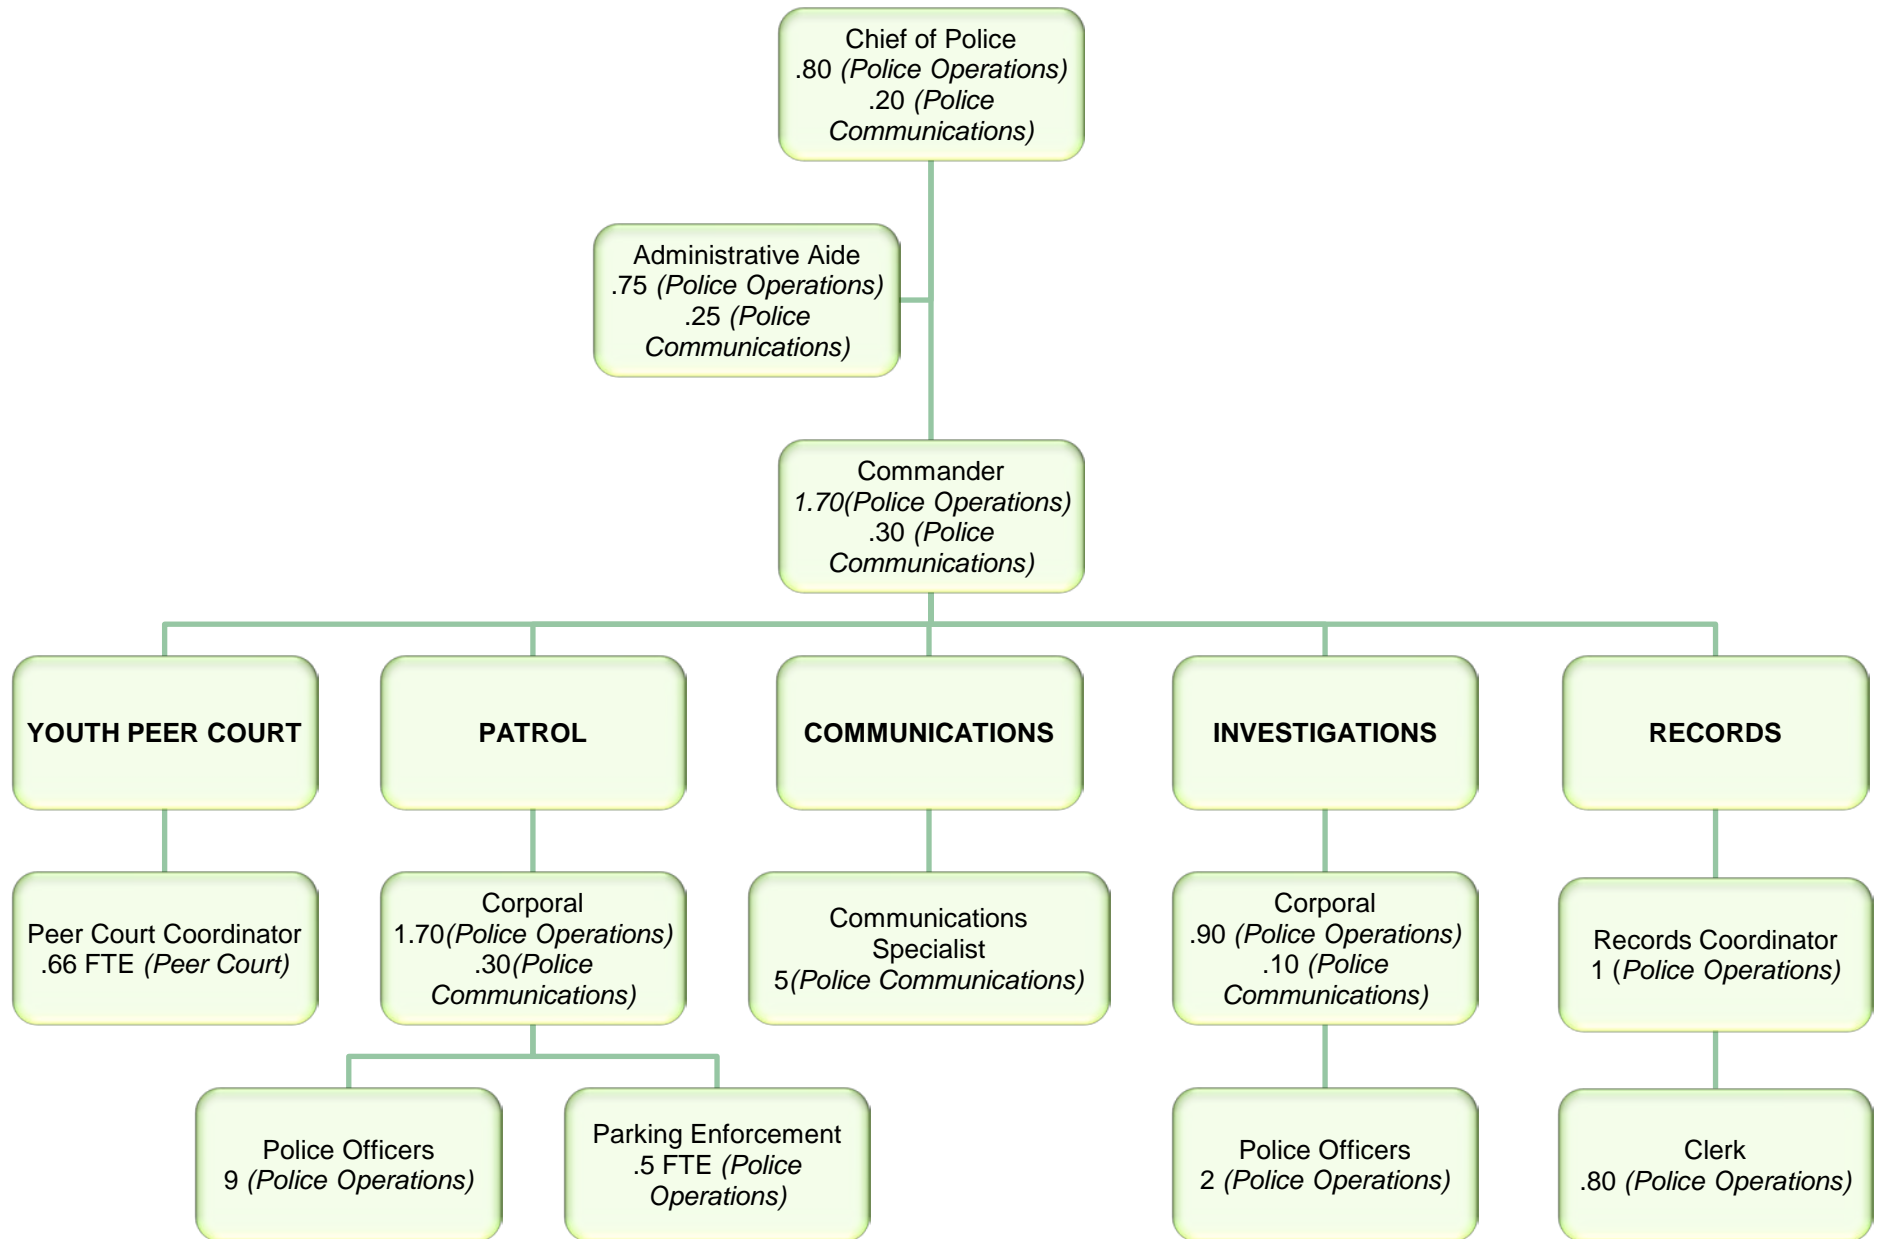 Chief of Police
.80 (Police Operations)
.20 (Police
Communications)
Administrative Aide
.75 (Police Operations)
.25 (Police
Communications)
Commander
1.70(Police Operations)
.30 (Police
Communications)
YOUTH PEER COURT
PATROL
COMMUNICATIONS
INVESTIGATIONS
RECORDS
Peer Court Coordinator
.66 FTE (Peer Court)
Corporal
1.70(Police Operations)
.30(Police
Communications)
Communications
Specialist
5(Police Communications)
Corporal
.90 (Police Operations)
.10 (Police
Communications)
Records Coordinator
1 (Police Operations)
Police Officers
9 (Police Operations)
Parking Enforcement
.5 FTE (Police
Operations)
Police Officers
2 (Police Operations)
Clerk
.80 (Police Operations)